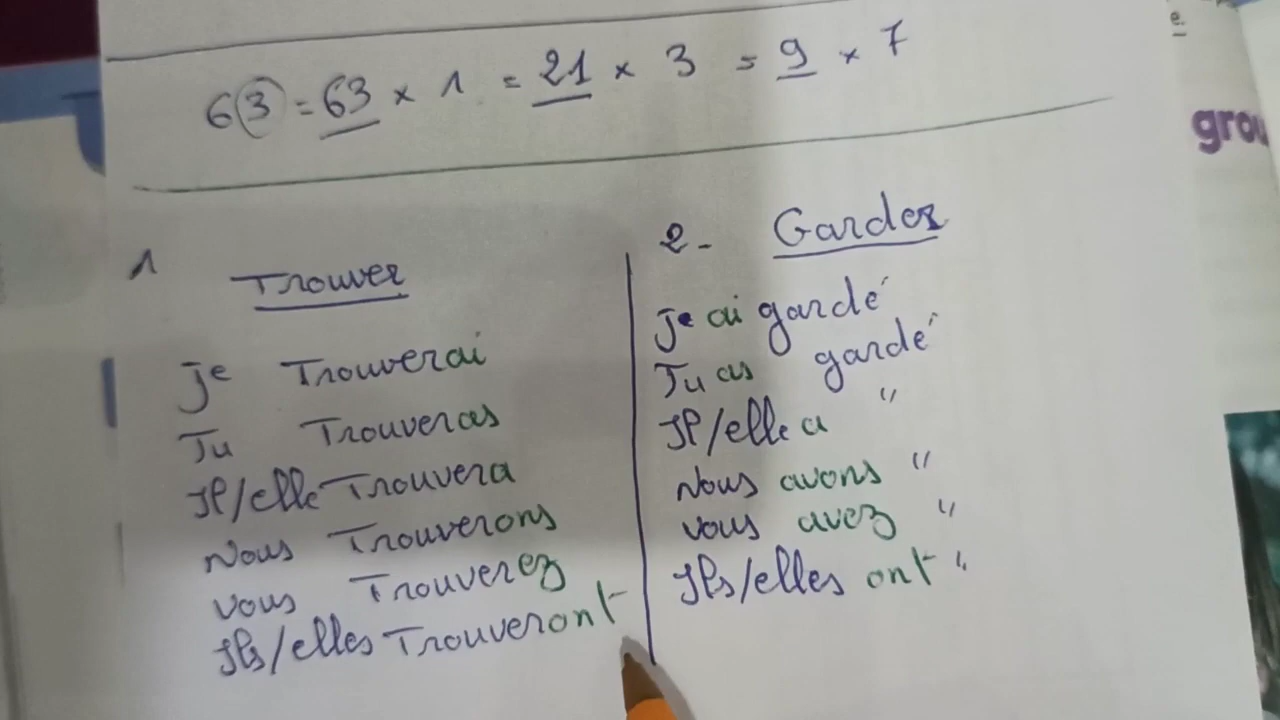 e.
63 = 63 × 1 = 21 × 3 = 9 × 7
grou
1
Trouver
je Trouverai
Tu Trouveras
Il/elle Trouvera
Nous Trouverons
vous Trouverez
Ils/elles Trouveront
2- Garder
Je ai gardé
Tu as gardé
Il/elle a "
Nous avons "
vous avez "
Ils/elles ont "